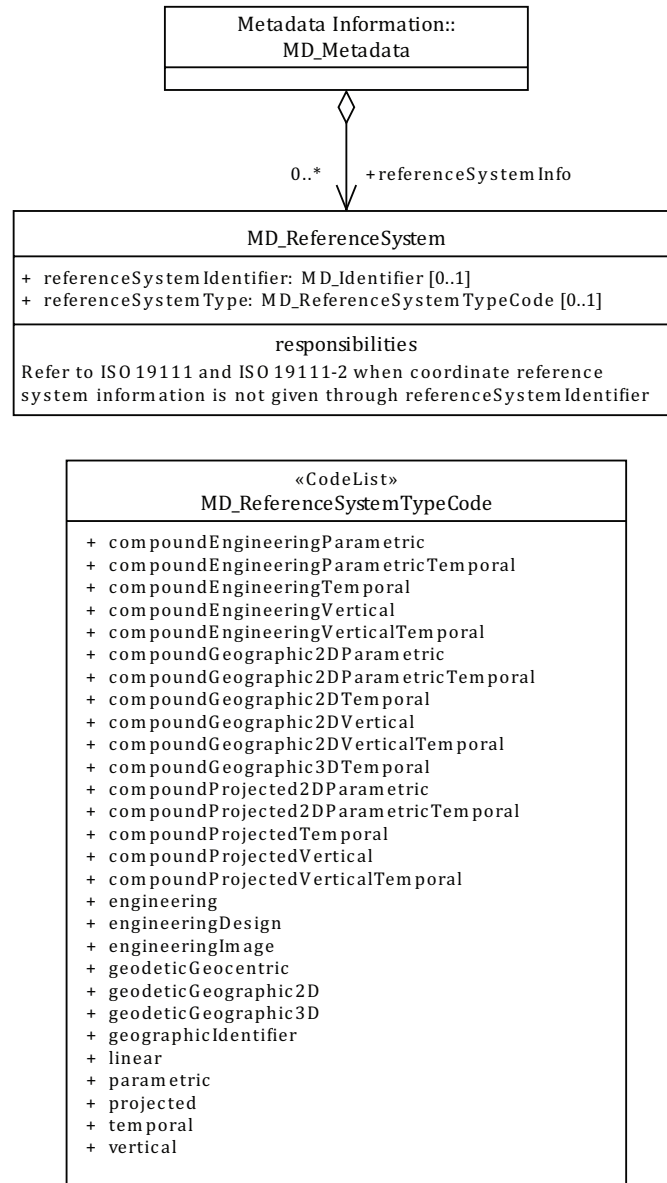 Metadata Information::
MD_Metadata
0..* +referenceSystemInfo
MD_ReferenceSystem
+ referenceSystemIdentifier: MD_Identifier [0..1]
+ referenceSystemType: MD_ReferenceSystemTypeCode [0..1]
responsibilities
Refer to ISO 19111 and ISO 19111-2 when coordinate reference
system information is not given through referenceSystemIdentifier
«CodeList»
MD_ReferenceSystemTypeCode
+ compoundEngineeringParametric
+ compoundEngineeringParametricTemporal
+ compoundEngineeringTemporal
+ compoundEngineeringVertical
+ compoundEngineeringVerticalTemporal
+ compoundGeographic2DParametric
+ compoundGeographic2DParametricTemporal
+ compoundGeographic2DTemporal
+ compoundGeographic2DVertical
+ compoundGeographic2DVerticalTemporal
+ compoundGeographic3DTemporal
+ compoundProjected2DParametric
+ compoundProjected2DParametricTemporal
+ compoundProjectedTemporal
+ compoundProjectedVertical
+ compoundProjectedVerticalTemporal
+ engineering
+ engineeringDesign
+ engineeringImage
+ geodeticGeocentric
+ geodeticGeographic2D
+ geodeticGeographic3D
+ geographicIdentifier
+ linear
+ parametric
+ projected
+ temporal
+ vertical